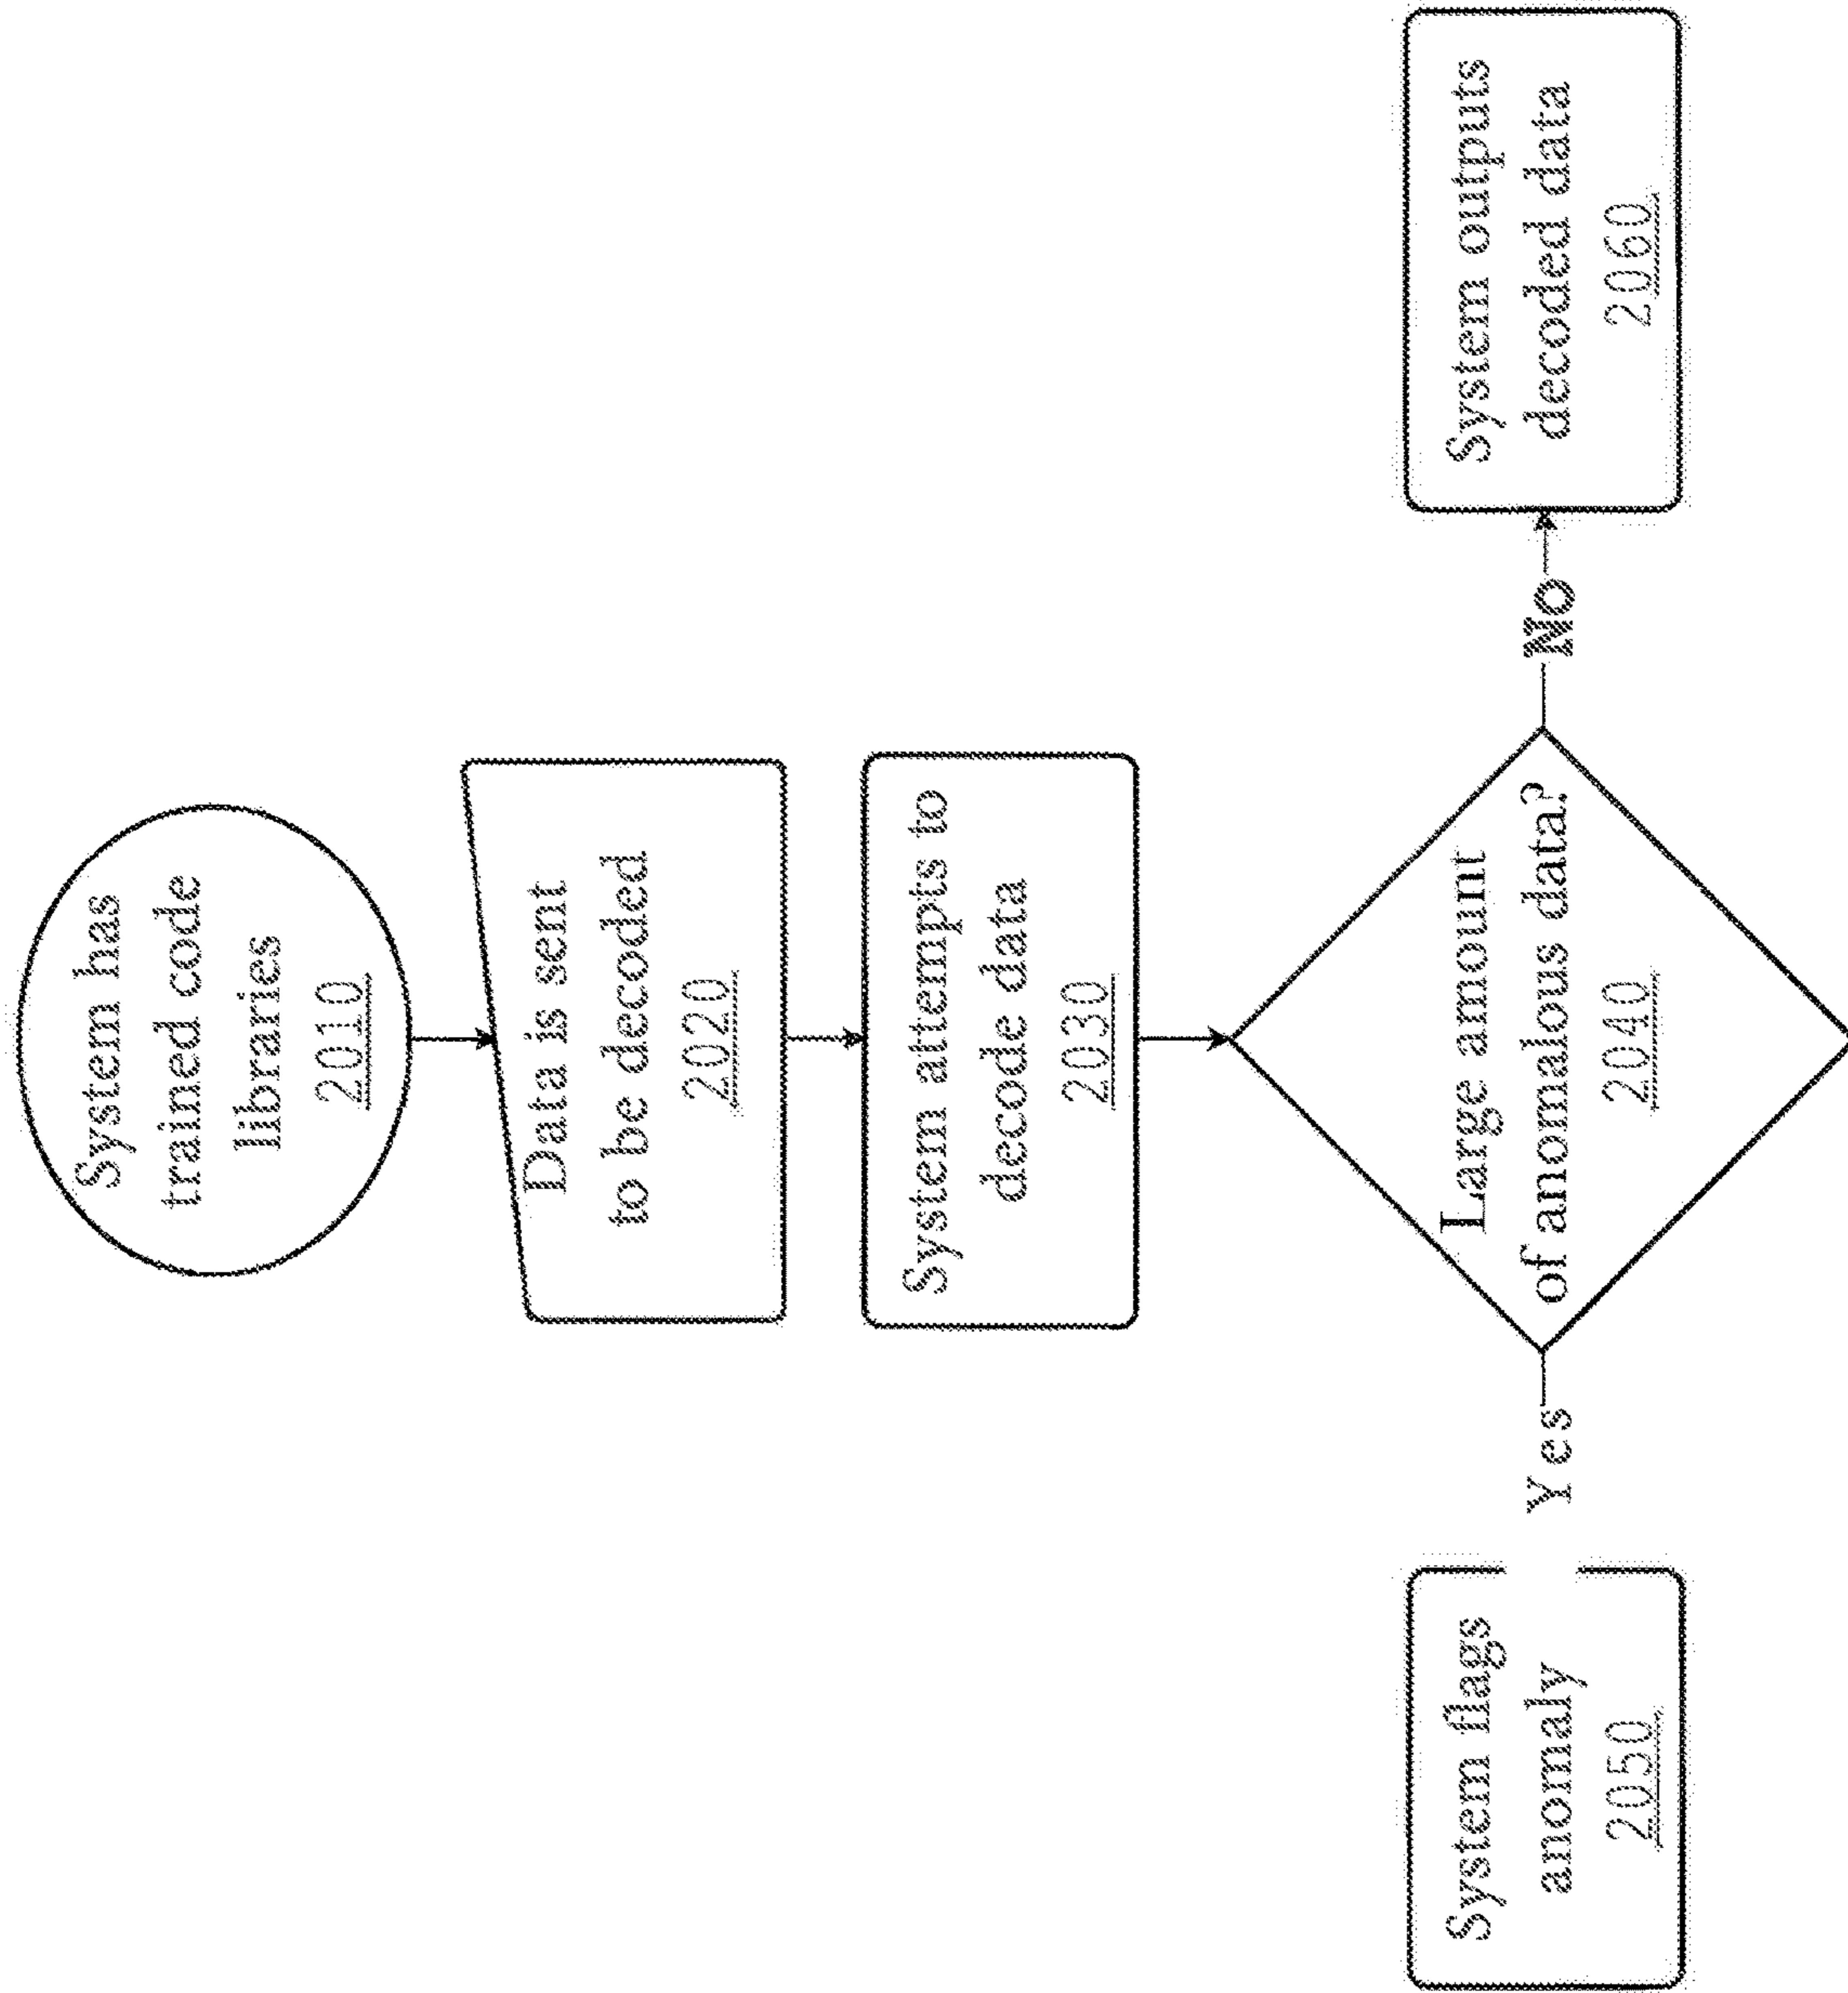 System has
trained code
libraries
2010
Data is sent
to be decoded
2020
System attempts to
decode data
2030
Large amount
of anomalous data?
2040
Yes
No
System flags
anomaly
2050
System outputs
decoded data
2060